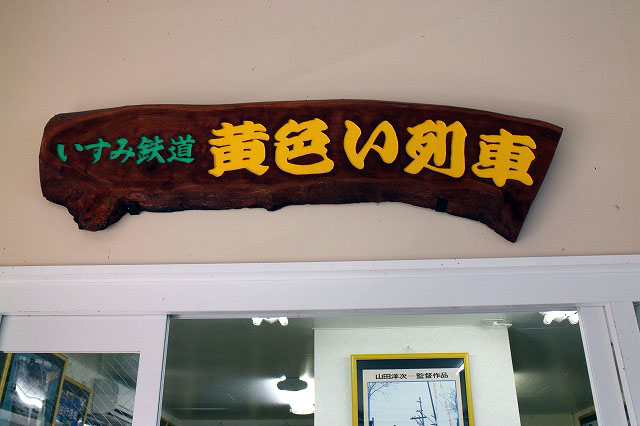 いすみ鉄道 黄色い列車
山田洋次 監督作品